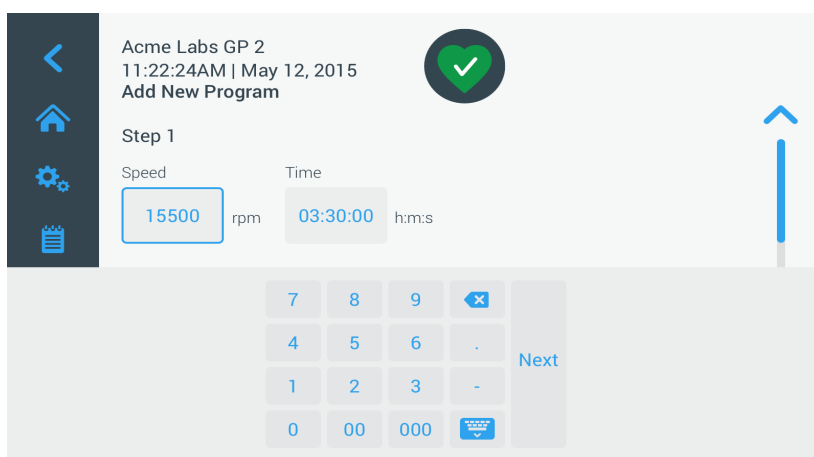 Acme Labs GP 2
11:22:24AM | May 12, 2015
Add New Program
Step 1
Speed Time
15500 rpm 03:30:00 h:m:s
7 8 9
4 5 6 .
Next
1 2 3 -
0 00 000